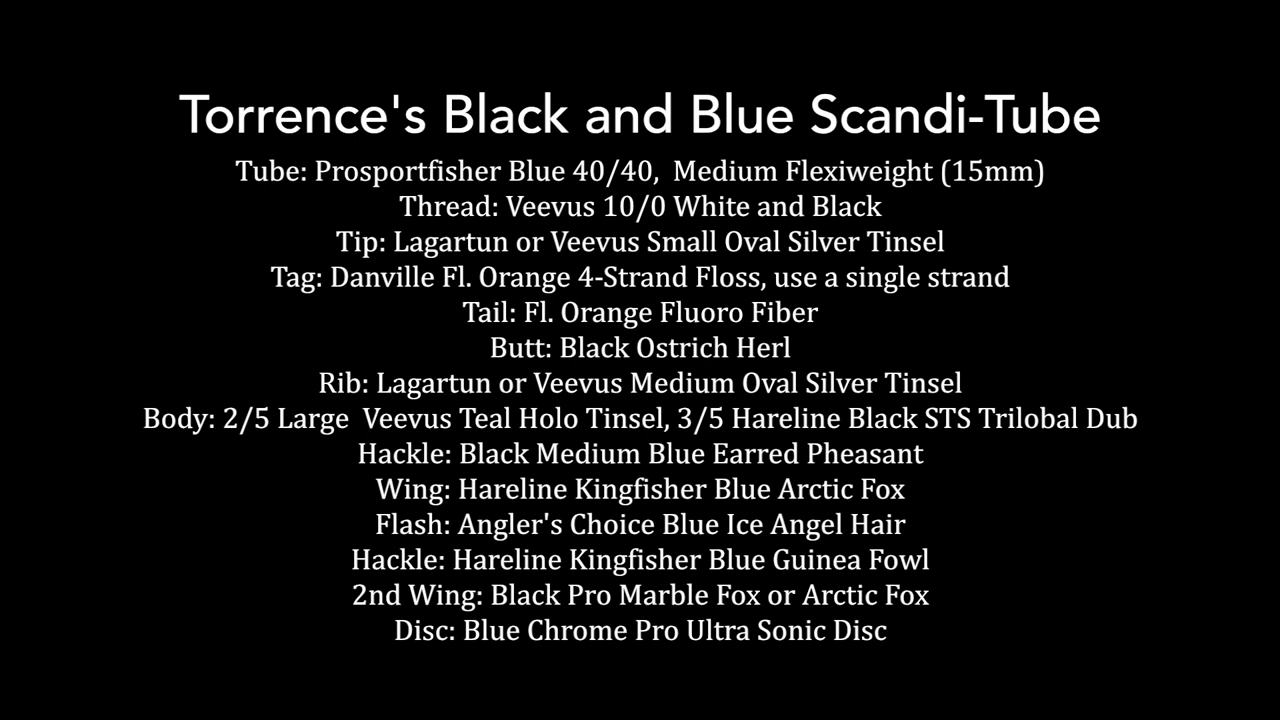 Torrence's Black and Blue Scandi-Tube
Tube: Prosportfisher Blue 40/40,  Medium Flexiweight (15mm)
Thread: Veevus 10/0 White and Black
Tip: Lagartun or Veevus Small Oval Silver Tinsel
Tag: Danville Fl. Orange 4-Strand Floss, use a single strand
Tail: Fl. Orange Fluoro Fiber
Butt: Black Ostrich Herl
Rib: Lagartun or Veevus Medium Oval Silver Tinsel
Body: 2/5 Large  Veevus Teal Holo Tinsel, 3/5 Hareline Black STS Trilobal Dub
Hackle: Black Medium Blue Earred Pheasant
Wing: Hareline Kingfisher Blue Arctic Fox
Flash: Angler's Choice Blue Ice Angel Hair
Hackle: Hareline Kingfisher Blue Guinea Fowl
2nd Wing: Black Pro Marble Fox or Arctic Fox
Disc: Blue Chrome Pro Ultra Sonic Disc